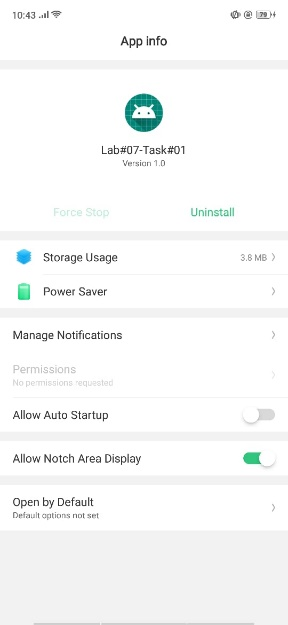 10:43
79
App info
Lab#07-Task#01
Version 1.0
Force Stop
Uninstall
Storage Usage
3.8 MB
Power Saver
Manage Notifications
Permissions
No permissions requested
Allow Auto Startup
Allow Notch Area Display
Open by Default
Default options not set